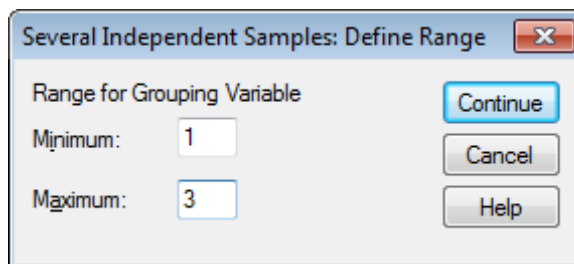 Several Independent Samples: Define Range
Range for Grouping Variable
Minimum: 1
Maximum: 3
Continue
Cancel
Help